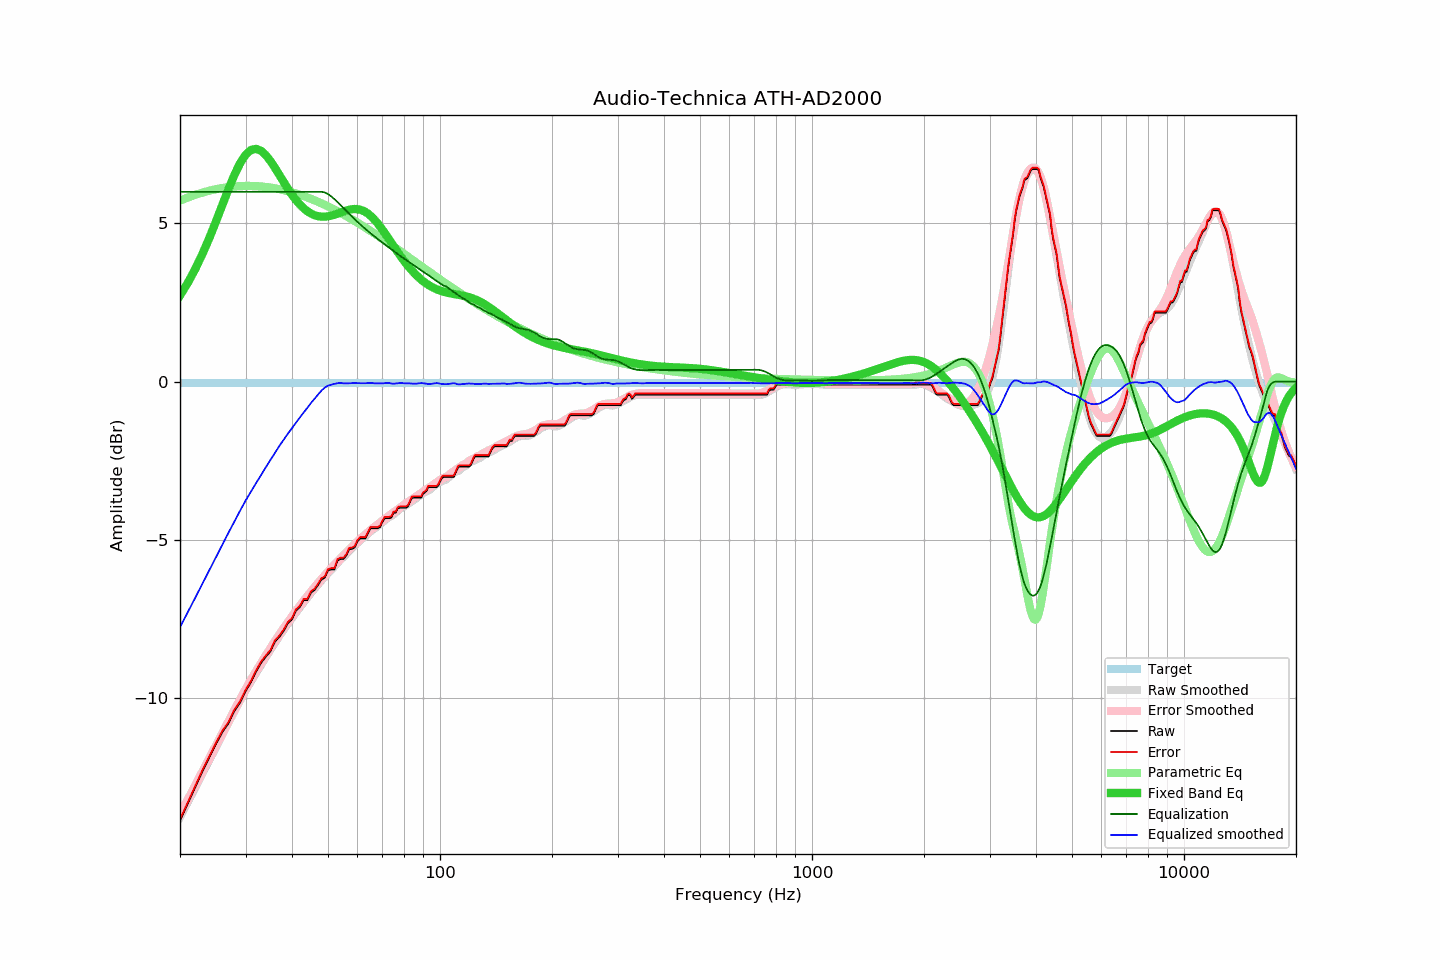 Audio-Technica ATH-AD2000
Amplitude (dBr)
5
0
−5
−10
100
1000
10000
Frequency (Hz)
Target
Raw Smoothed
Error Smoothed
Raw
Error
Parametric Eq
Fixed Band Eq
Equalization
Equalized smoothed